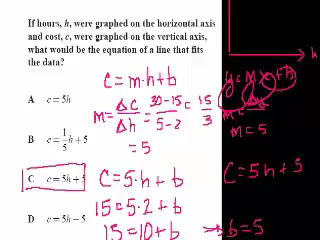 If hours, h, were graphed on the horizontal axis
and cost, c, were graphed on the vertical axis,
what would be the equation of a line that fits
the data?
C = m·h + b
A c = 5h
M = ΔC/Δh = 30-15/5-2 = 15/3
= 5
B c = 1/5 h + 5
C c = 5h + 5
C = 5·h + b
15 = 5·2 + b
D c = 5h − 5
15 = 10 + b
h
y = Mx + b
m = 5
C = 5h + 5
→ b = 5